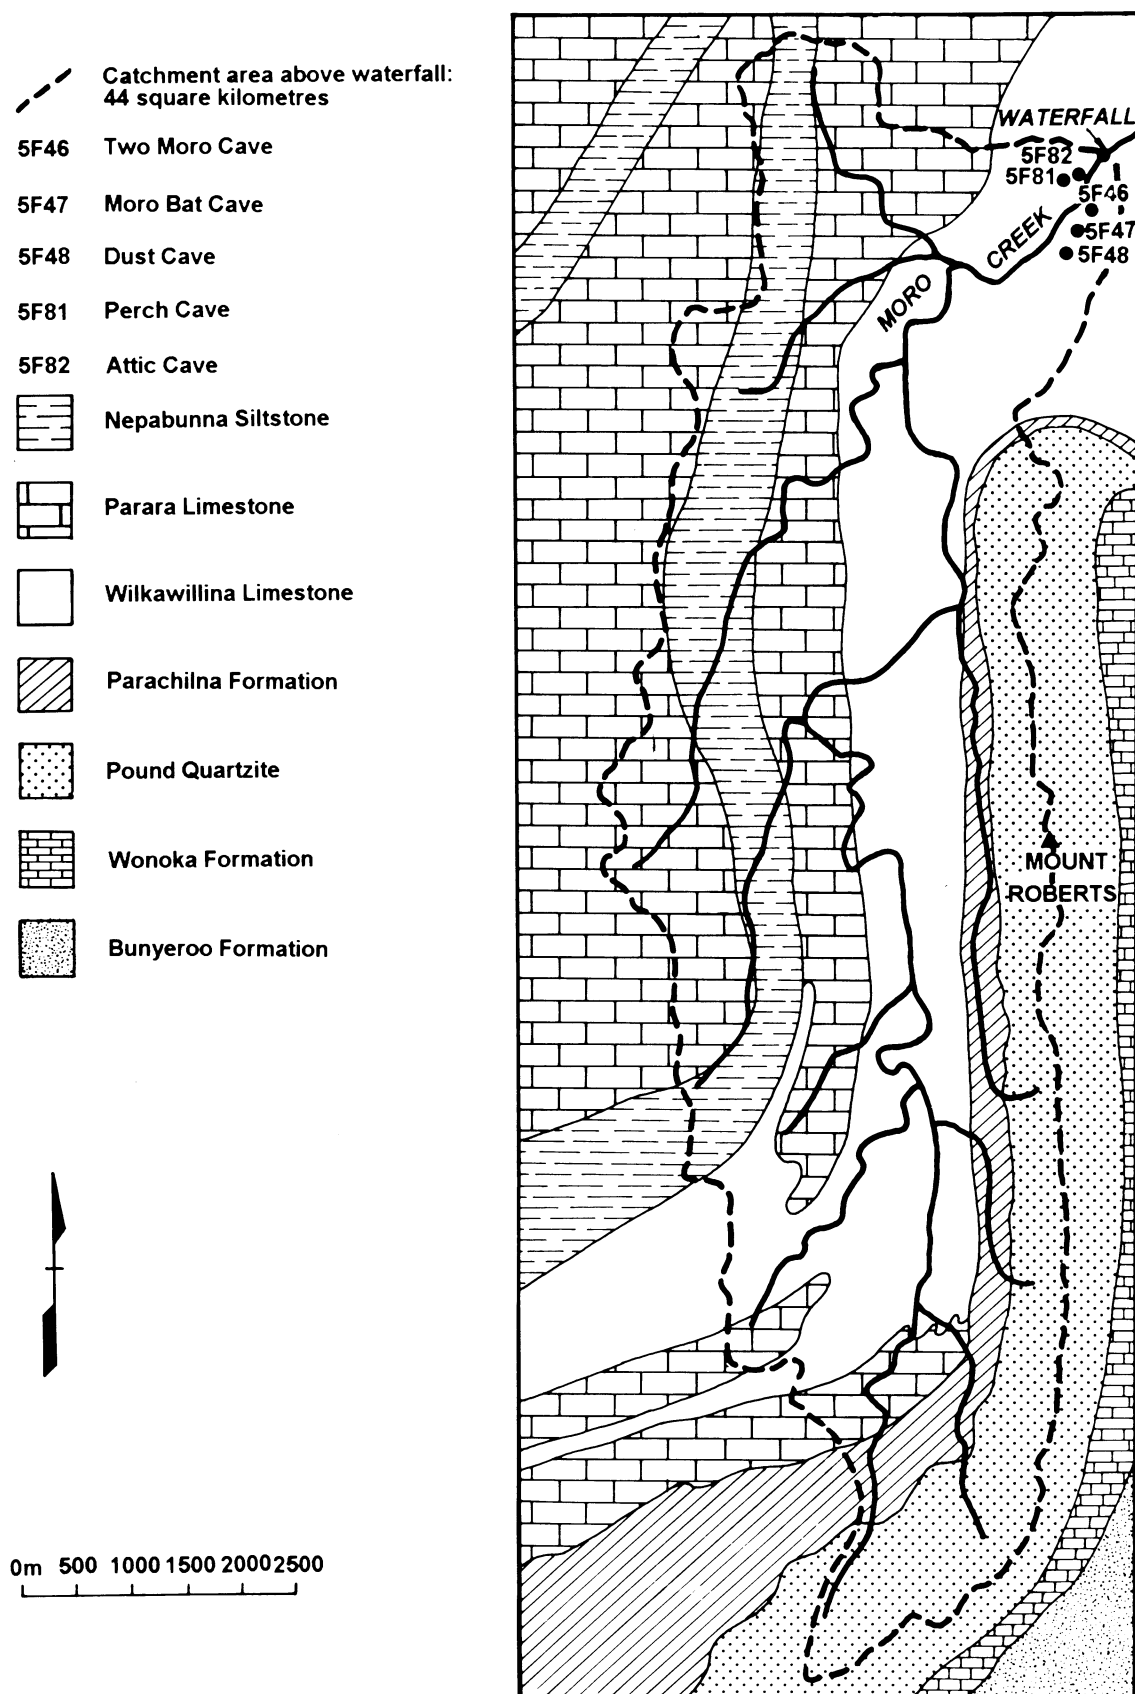 Catchment area above waterfall:
44 square kilometres
5F46 Two Moro Cave
5F47 Moro Bat Cave
5F48 Dust Cave
5F81 Perch Cave
5F82 Attic Cave
Nepabunna Siltstone
Parara Limestone
Wilkawillina Limestone
Parachilna Formation
Pound Quartzite
Wonoka Formation
Bunyeroo Formation
0m 500 1000 1500 2000 2500
WATERFALL
5F82
5F81
5F46
5F47
5F48
MORO CREEK
MOUNT
ROBERTS